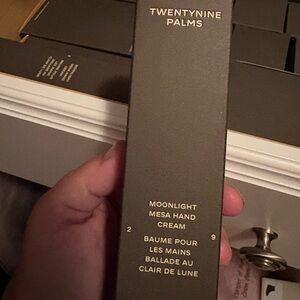 TWENTYNINE
PALMS
MOONLIGHT
MESA HAND
CREAM
2 9
BAUME POUR
LES MAINS
BALLADE AU
CLAIR DE LUNE